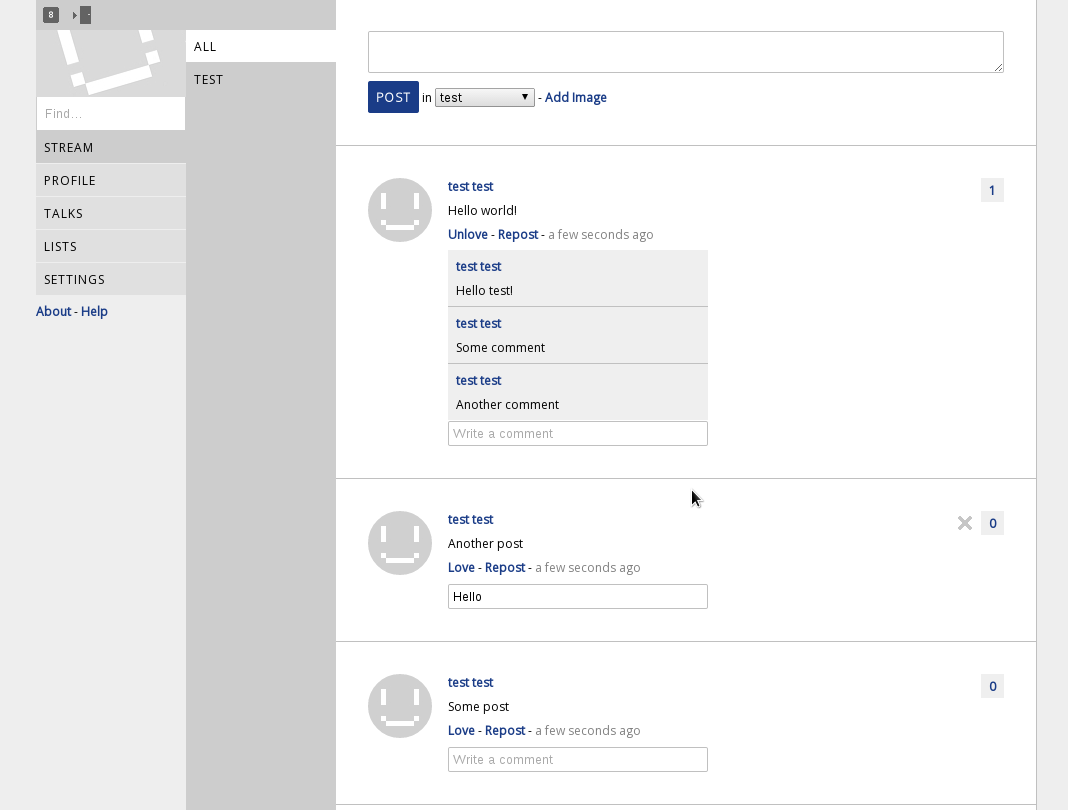 8
ALL
TEST
Find...
STREAM
PROFILE
TALKS
LISTS
SETTINGS
About - Help
POST in test - Add Image
test test
1
Hello world!
Unlove - Repost - a few seconds ago
test test
Hello test!
test test
Some comment
test test
Another comment
Write a comment
test test
0
Another post
Love - Repost - a few seconds ago
Hello
test test
0
Some post
Love - Repost - a few seconds ago
Write a comment